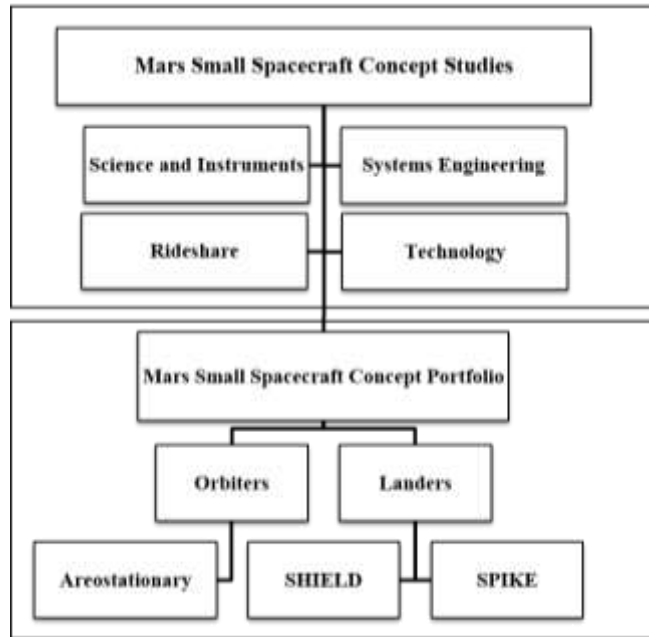 Mars Small Spacecraft Concept Studies
Science and Instruments
Systems Engineering
Rideshare
Technology
Mars Small Spacecraft Concept Portfolio
Orbiters
Landers
Areostationary
SHIELD
SPIKE